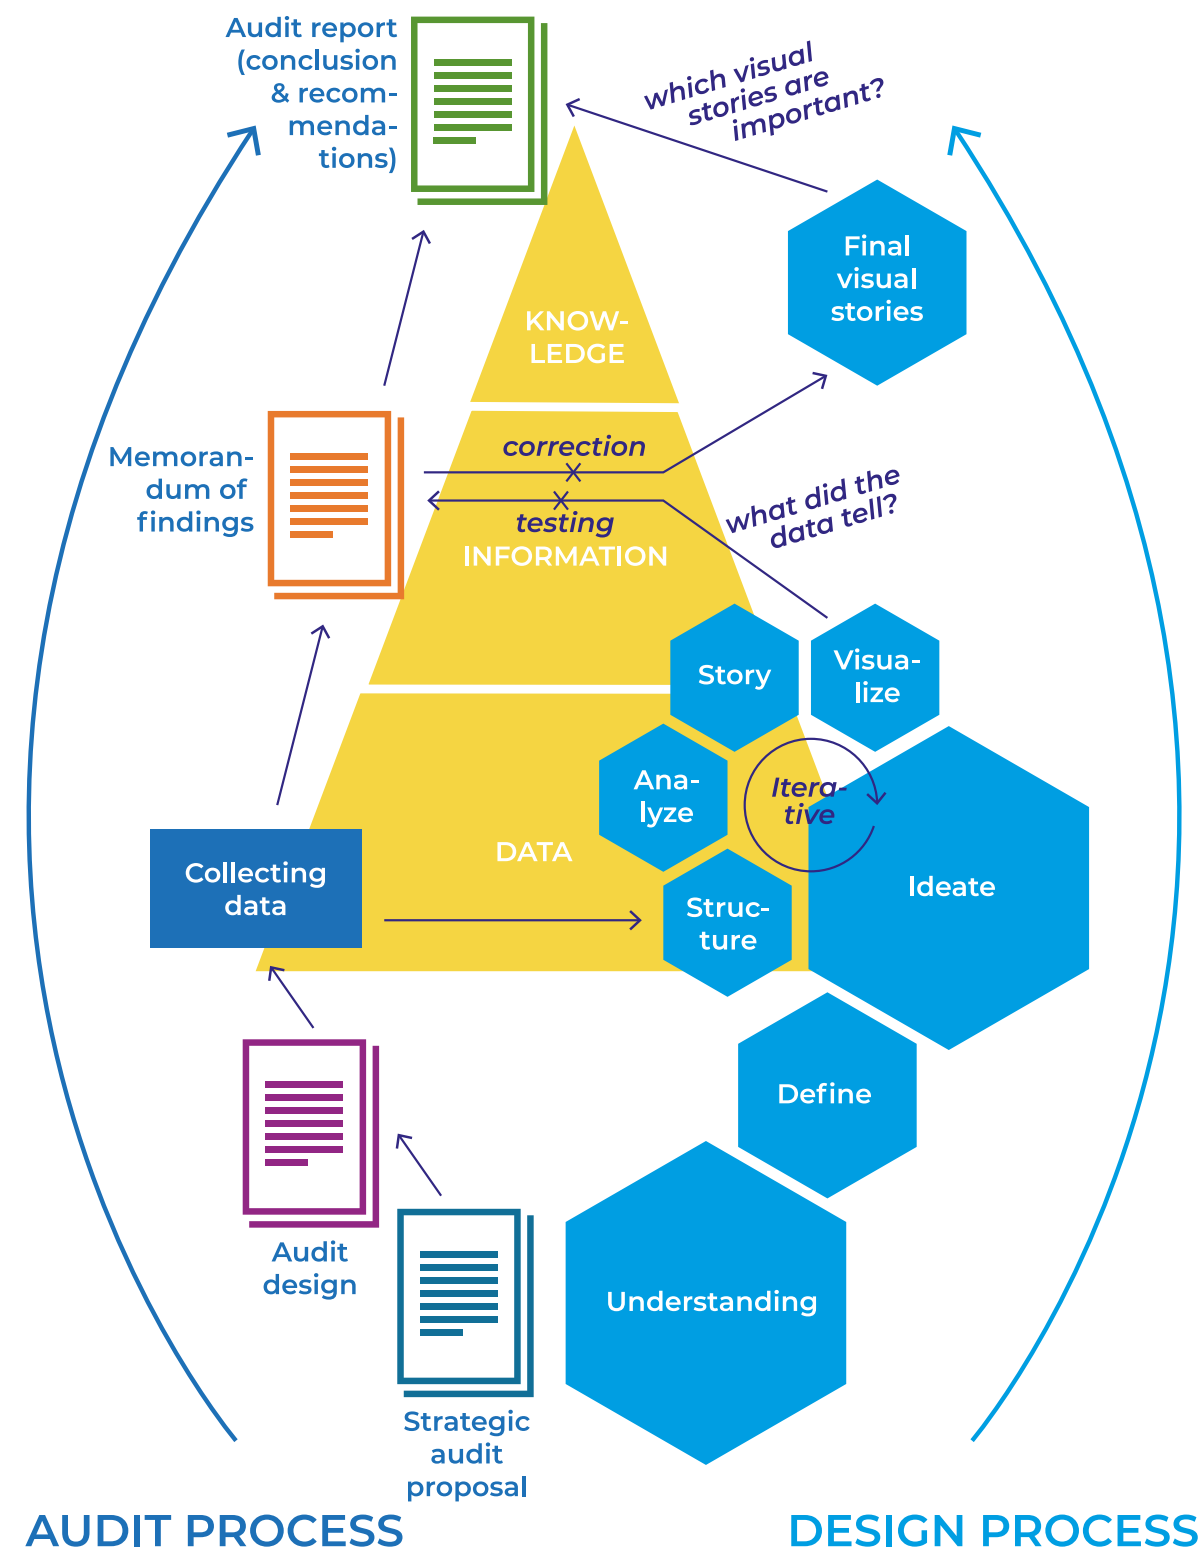 Audit report
(conclusion
& recom-
menda-
tions)
which visual
stories are
important?
Final
visual
stories
KNOW-
LEDGE
Memoran-
dum of
findings
correction
testing
INFORMATION
what did the
data tell?
Story
Visua-
lize
Ana-
lyze
Itera-
tive
DATA
Collecting
data
Struc-
ture
Ideate
Define
Audit
design
Understanding
Strategic
audit
proposal
AUDIT PROCESS
DESIGN PROCESS